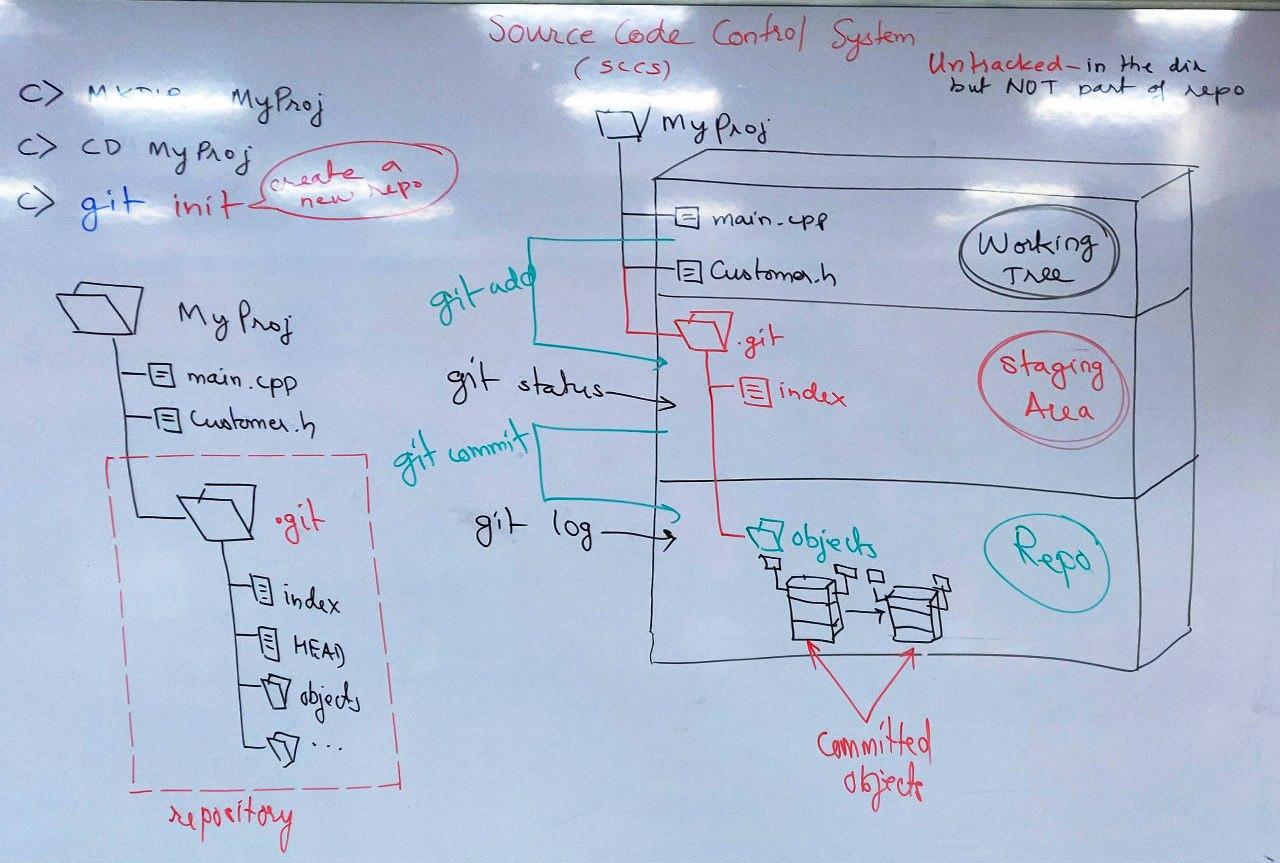 Source Code Control System
(SCCS)
Untracked - in the dir
but NOT part of repo
C> MKDIR MyProj
C> CD MyProj
C> git init
create a
new repo
MyProj
main.cpp
Customer.h
.git
index
HEAD
objects
...
repository
MyProj
main.cpp
Customer.h
Working
Tree
git add
.git
index
Staging
Area
git status
git commit
git log
objects
Repo
Committed
objects